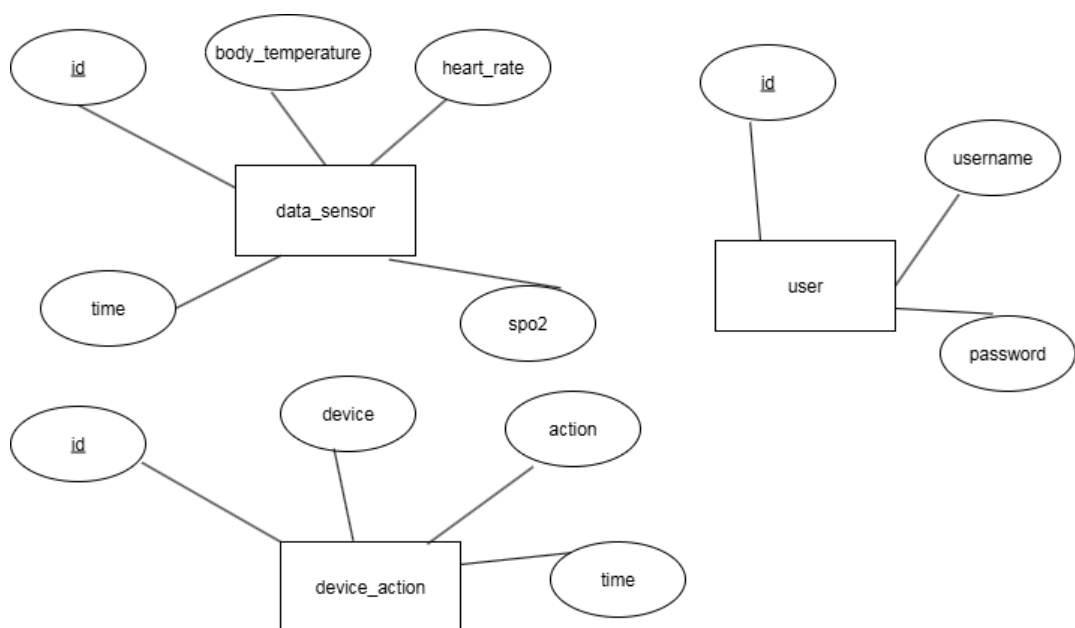 id
body_temperature
heart_rate
data_sensor
time
spo2
id
username
user
password
id
device
action
device_action
time